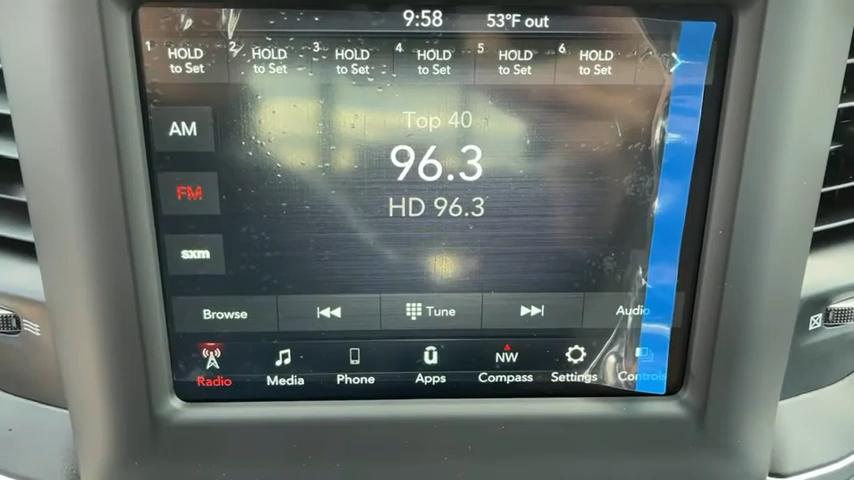 9:58 53°F out
1 HOLD to Set
2 HOLD to Set
3 HOLD to Set
4 HOLD to Set
5 HOLD to Set
6 HOLD to Set
Top 40
AM
96.3
FM
HD 96.3
sxm
Browse Tune Audio
NW
Radio Media Phone Apps Compass Settings Controls